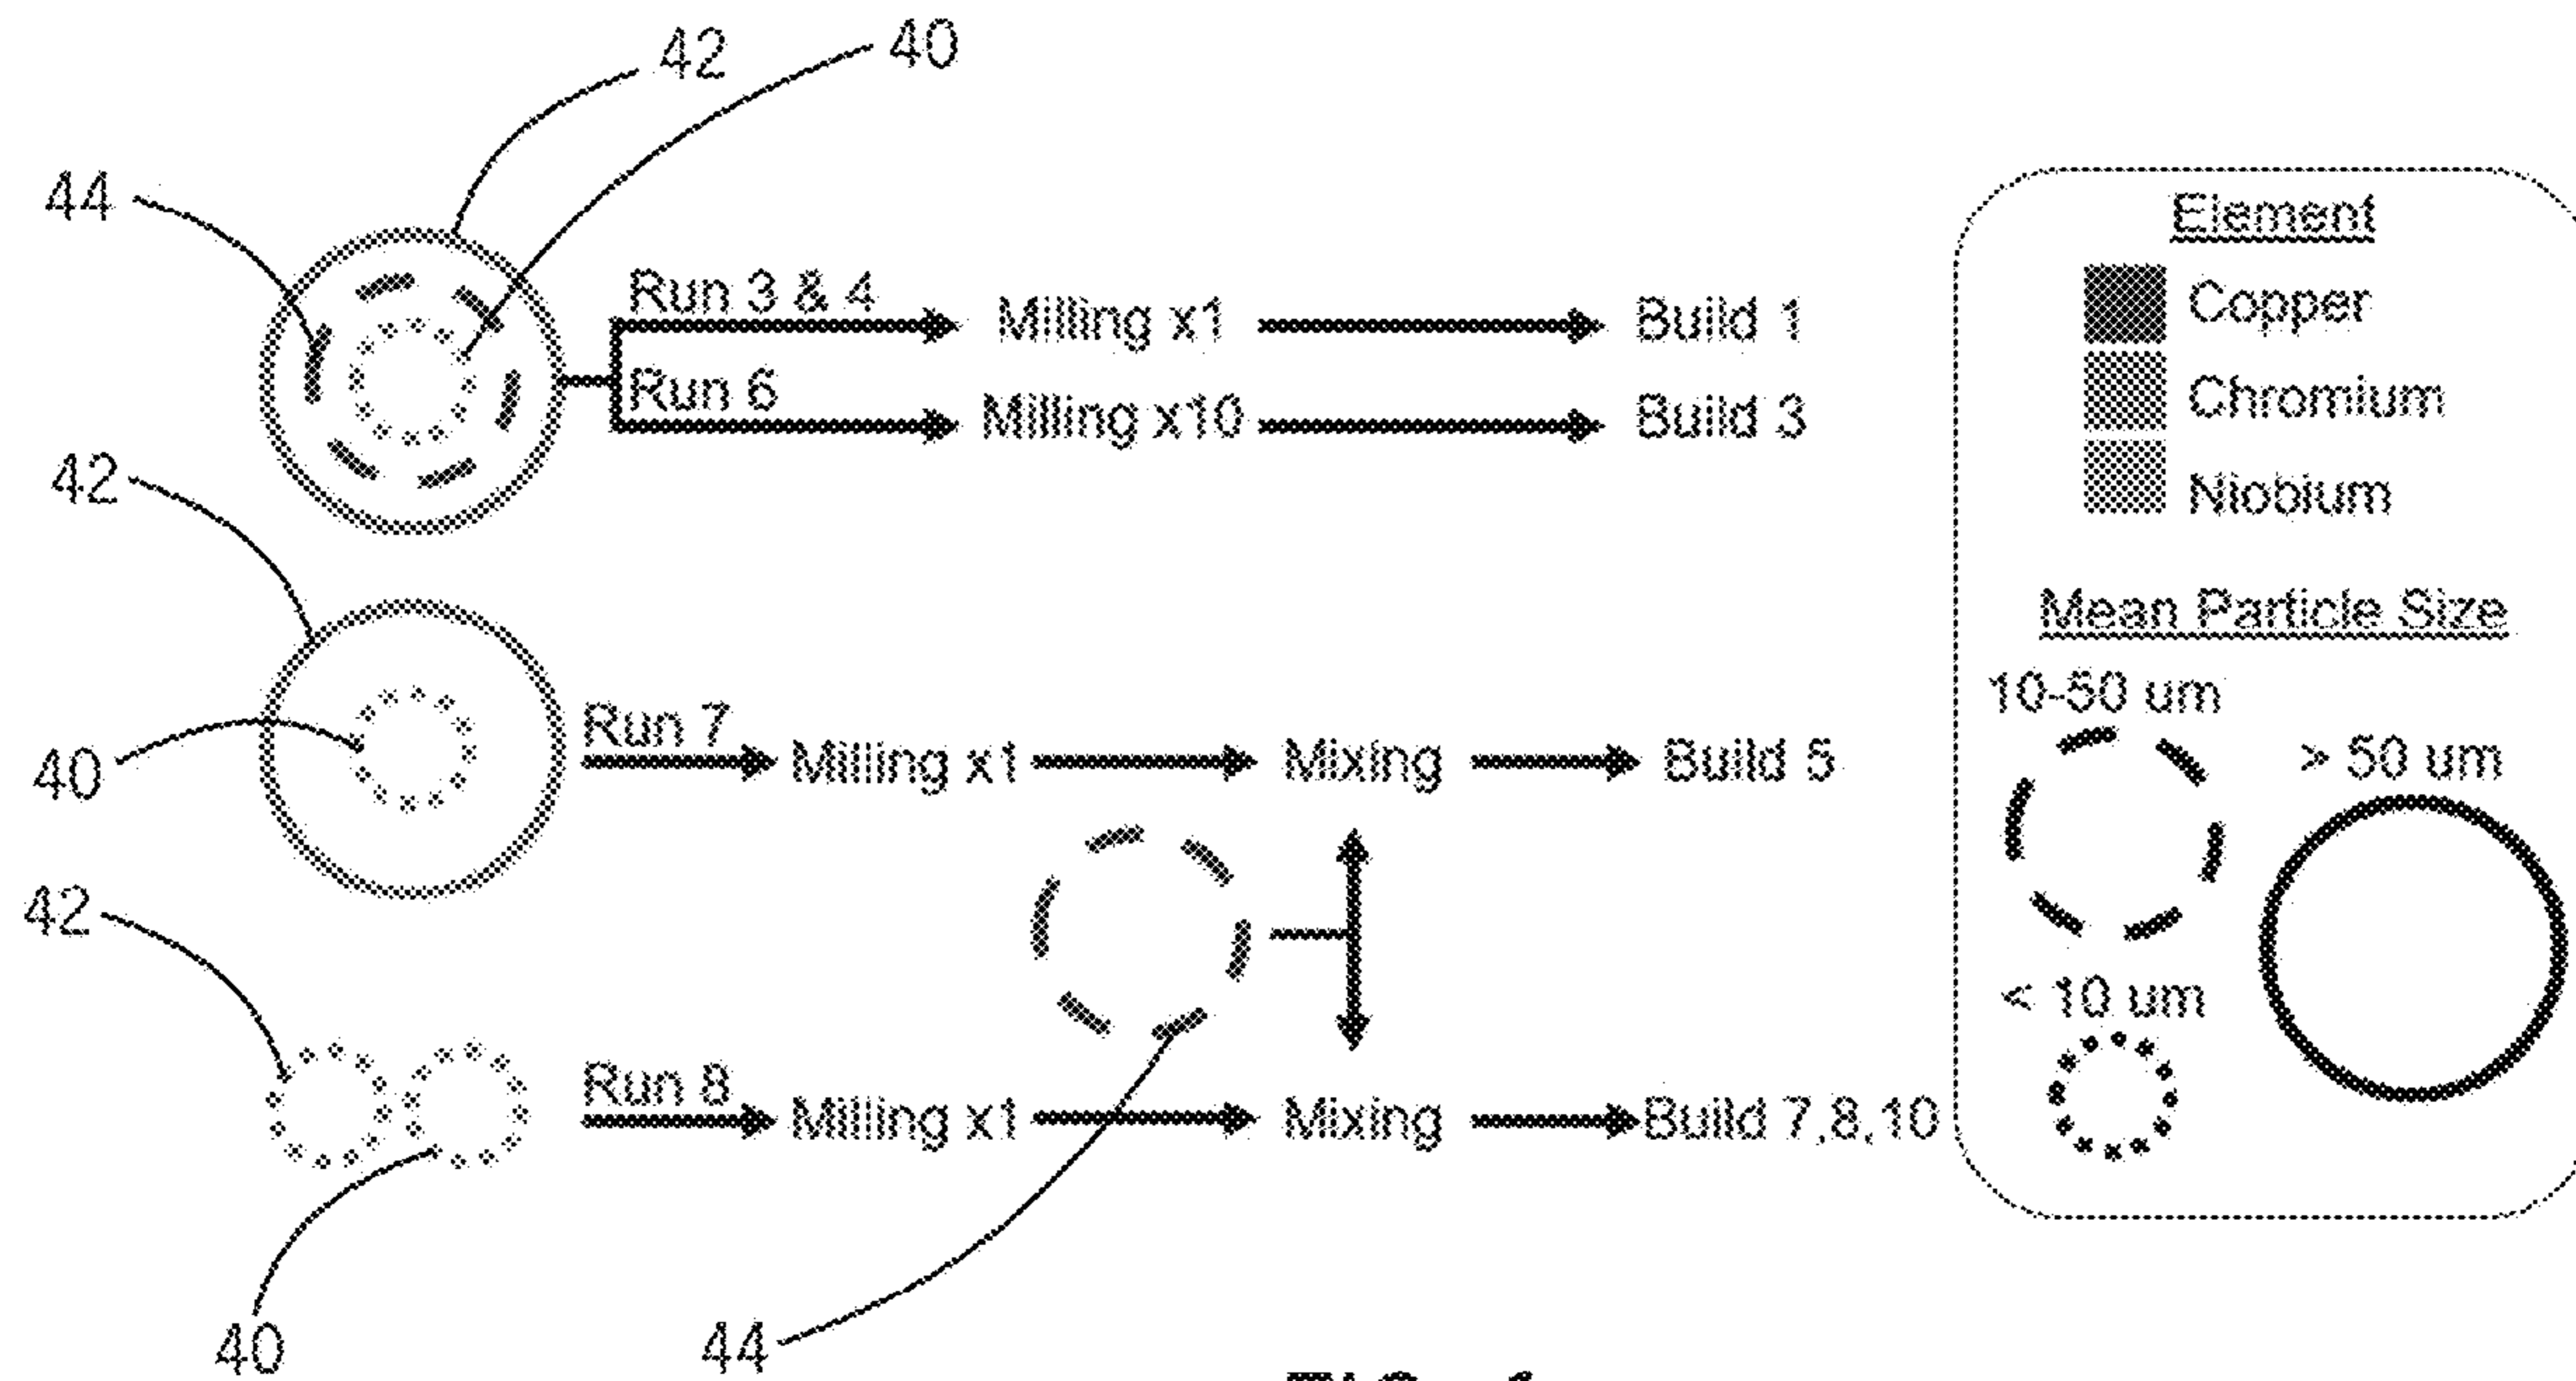 42
40
44
Run 3 & 4
Milling x1
Build 1
Run 6
Milling x10
Build 3
42
40
Run 7
Milling x1
Mixing
Build 5
42
Run 8
Milling x1
Mixing
Build 7,8,10
40
44
Element
Copper
Chromium
Niobium
Mean Particle Size
10-50 um
> 50 um
< 10 um